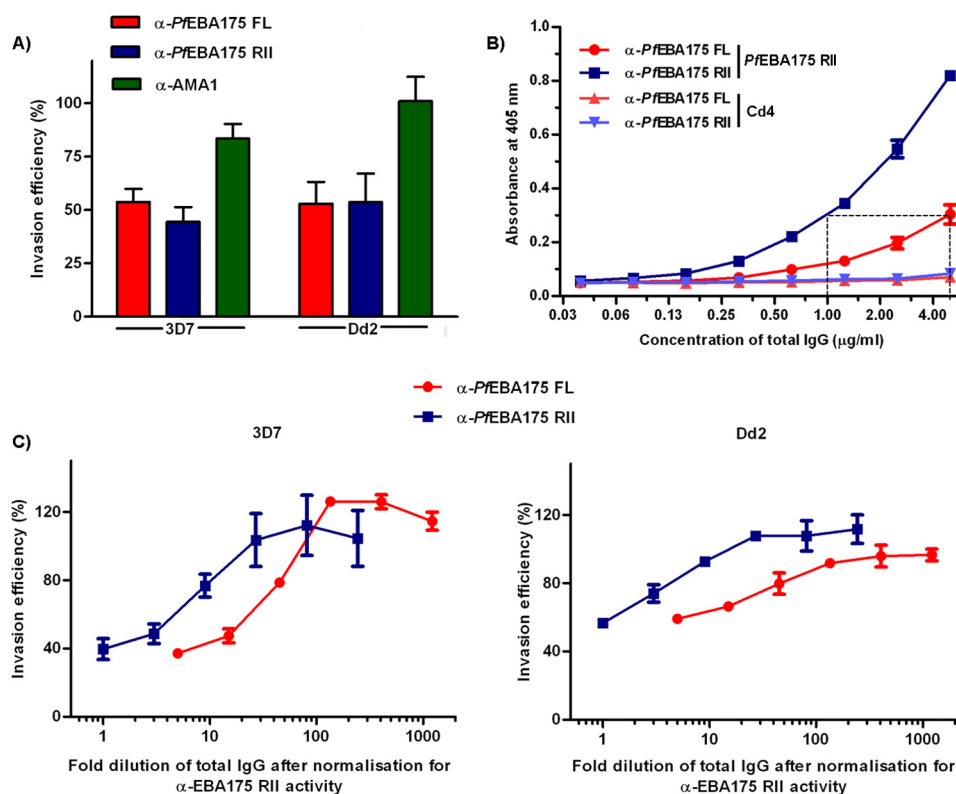 A)
α-PfEBA175 FL
α-PfEBA175 RII
α-AMA1
Invasion efficiency (%)
100
75
50
25
0
3D7
Dd2
B)
α-PfEBA175 FL
α-PfEBA175 RII
PfEBA175 RII
α-PfEBA175 FL
α-PfEBA175 RII
Cd4
Absorbance at 405 nm
1.0
0.8
0.6
0.4
0.2
0.0
0.03 0.06 0.13 0.25 0.50 1.00 2.00 4.00
Concentration of total IgG (μg/ml)
α-PfEBA175 FL
α-PfEBA175 RII
C)
3D7
Invasion efficiency (%)
120
80
40
0
1 10 100 1000
Fold dilution of total IgG after normalisation for
α-EBA175 RII activity
Dd2
Invasion efficiency (%)
120
80
40
0
1 10 100 1000
Fold dilution of total IgG after normalisation for
α-EBA175 RII activity